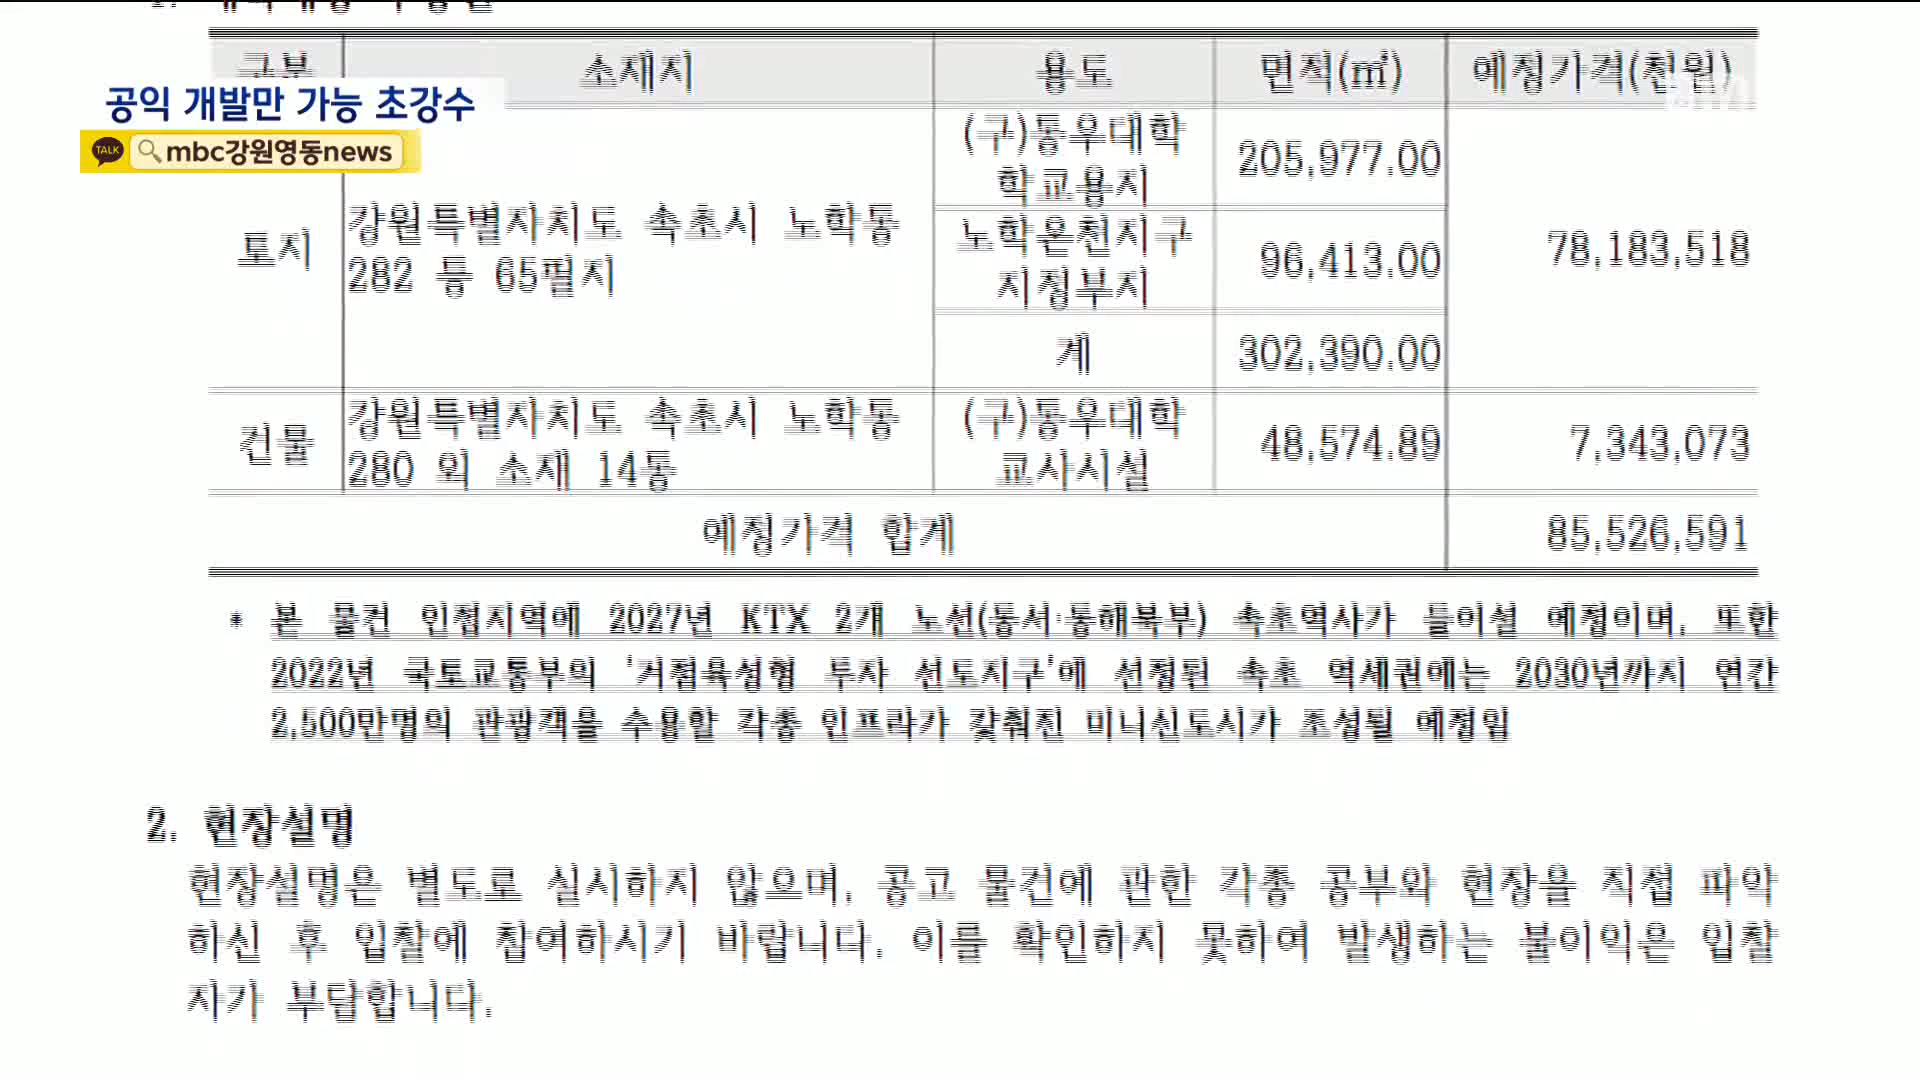 구분 소재지 용도 면적(㎡) 예정가격(천원)
공익 개발만 가능 초강수
TALK mbc강원영동news
토지
강원특별자치도 속초시 노학동
282 등 65필지
(구)동우대학
학교용지
205,977.00
노학온천지구
지정부지
96,413.00
78,183,518
계 302,390.00
건물
강원특별자치도 속초시 노학동
280 외 소재 14동
(구)동우대학
교사시설
48,574.89
7,343,073
예정가격 합계 85,526,591
* 본 물건 인접지역에 2027년 KTX 2개 노선(동서·동해북부) 속초역사가 들어설 예정이며, 또한
2022년 국토교통부의 '거점육성형 투자 선도지구'에 선정된 속초 역세권에는 2030년까지 연간
2,500만명의 관광객을 수용할 각종 인프라가 갖춰진 미니신도시가 조성될 예정임
2. 현장설명
현장설명은 별도로 실시하지 않으며, 공고 물건에 관한 각종 공부와 현장을 직접 파악
하신 후 입찰에 참여하시기 바랍니다. 이를 확인하지 못하여 발생하는 불이익은 입찰
자가 부담합니다.